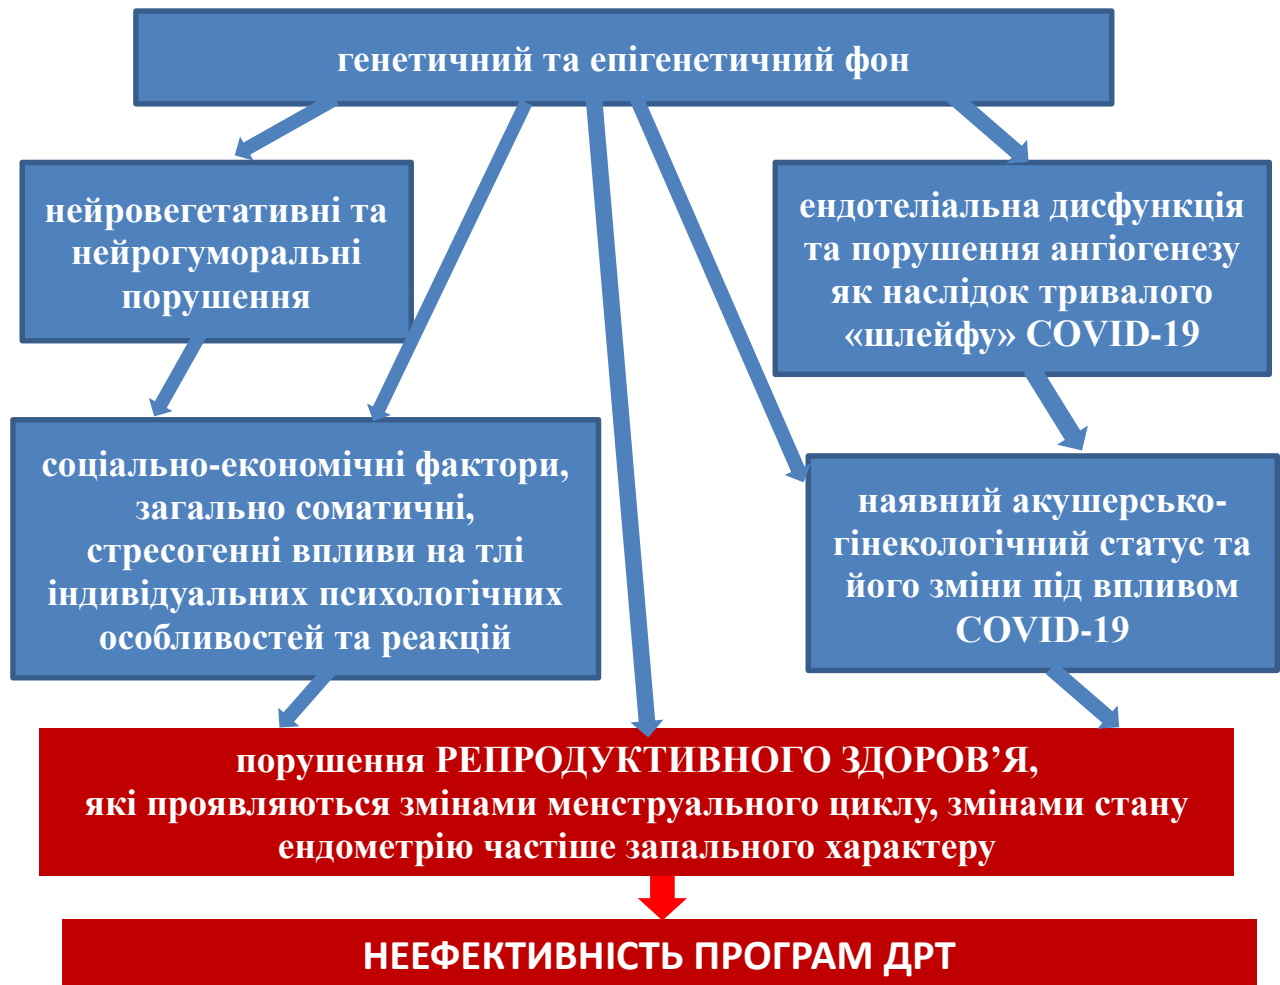 генетичний та епігенетичний фон
нейровегетативні та
нейрогуморальні
порушення
ендотеліальна дисфункція
та порушення ангіогенезу
як наслідок тривалого
«шлейфу» COVID-19
соціально-економічні фактори,
загально соматичні,
стресогенні впливи на тлі
індивідуальних психологічних
особливостей та реакцій
наявний акушерсько-
гінекологічний статус та
його зміни під впливом
COVID-19
порушення РЕПРОДУКТИВНОГО ЗДОРОВ’Я,
які проявляються змінами менструального циклу, змінами стану
ендометрію частіше запального характеру
НЕЕФЕКТИВНІСТЬ ПРОГРАМ ДРТ